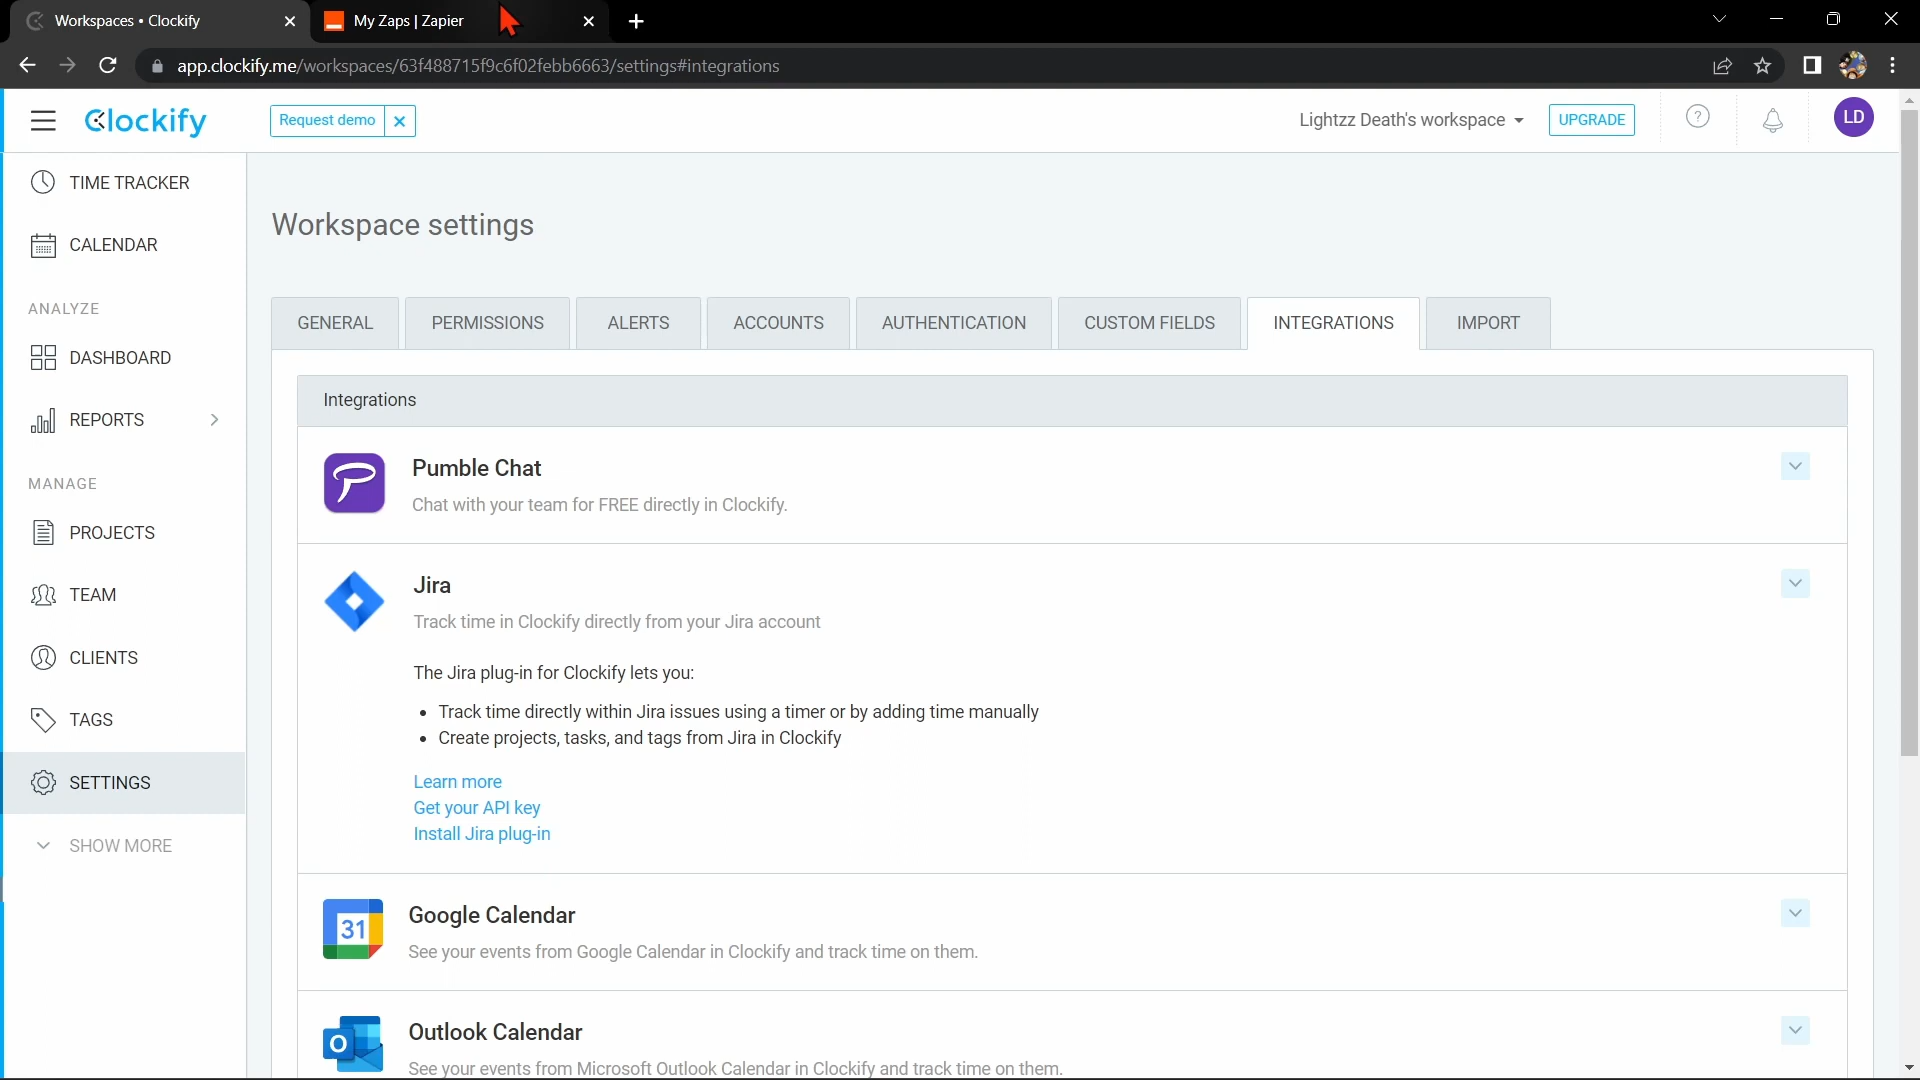 Workspaces • Clockify
My Zaps | Zapier
app.clockify.me/workspaces/63f488715f9c6f02febb6663/settings#integrations
Clockify
Request demo
Lightzz Death's workspace
UPGRADE
?
LD
TIME TRACKER
CALENDAR
ANALYZE
DASHBOARD
REPORTS
MANAGE
PROJECTS
TEAM
CLIENTS
TAGS
SETTINGS
SHOW MORE
Workspace settings
GENERAL
PERMISSIONS
ALERTS
ACCOUNTS
AUTHENTICATION
CUSTOM FIELDS
INTEGRATIONS
IMPORT
Integrations
Pumble Chat
Chat with your team for FREE directly in Clockify.
Jira
Track time in Clockify directly from your Jira account
The Jira plug-in for Clockify lets you:
• Track time directly within Jira issues using a timer or by adding time manually
• Create projects, tasks, and tags from Jira in Clockify
Learn more
Get your API key
Install Jira plug-in
31
Google Calendar
See your events from Google Calendar in Clockify and track time on them.
O
Outlook Calendar
See your events from Microsoft Outlook Calendar in Clockify and track time on them.